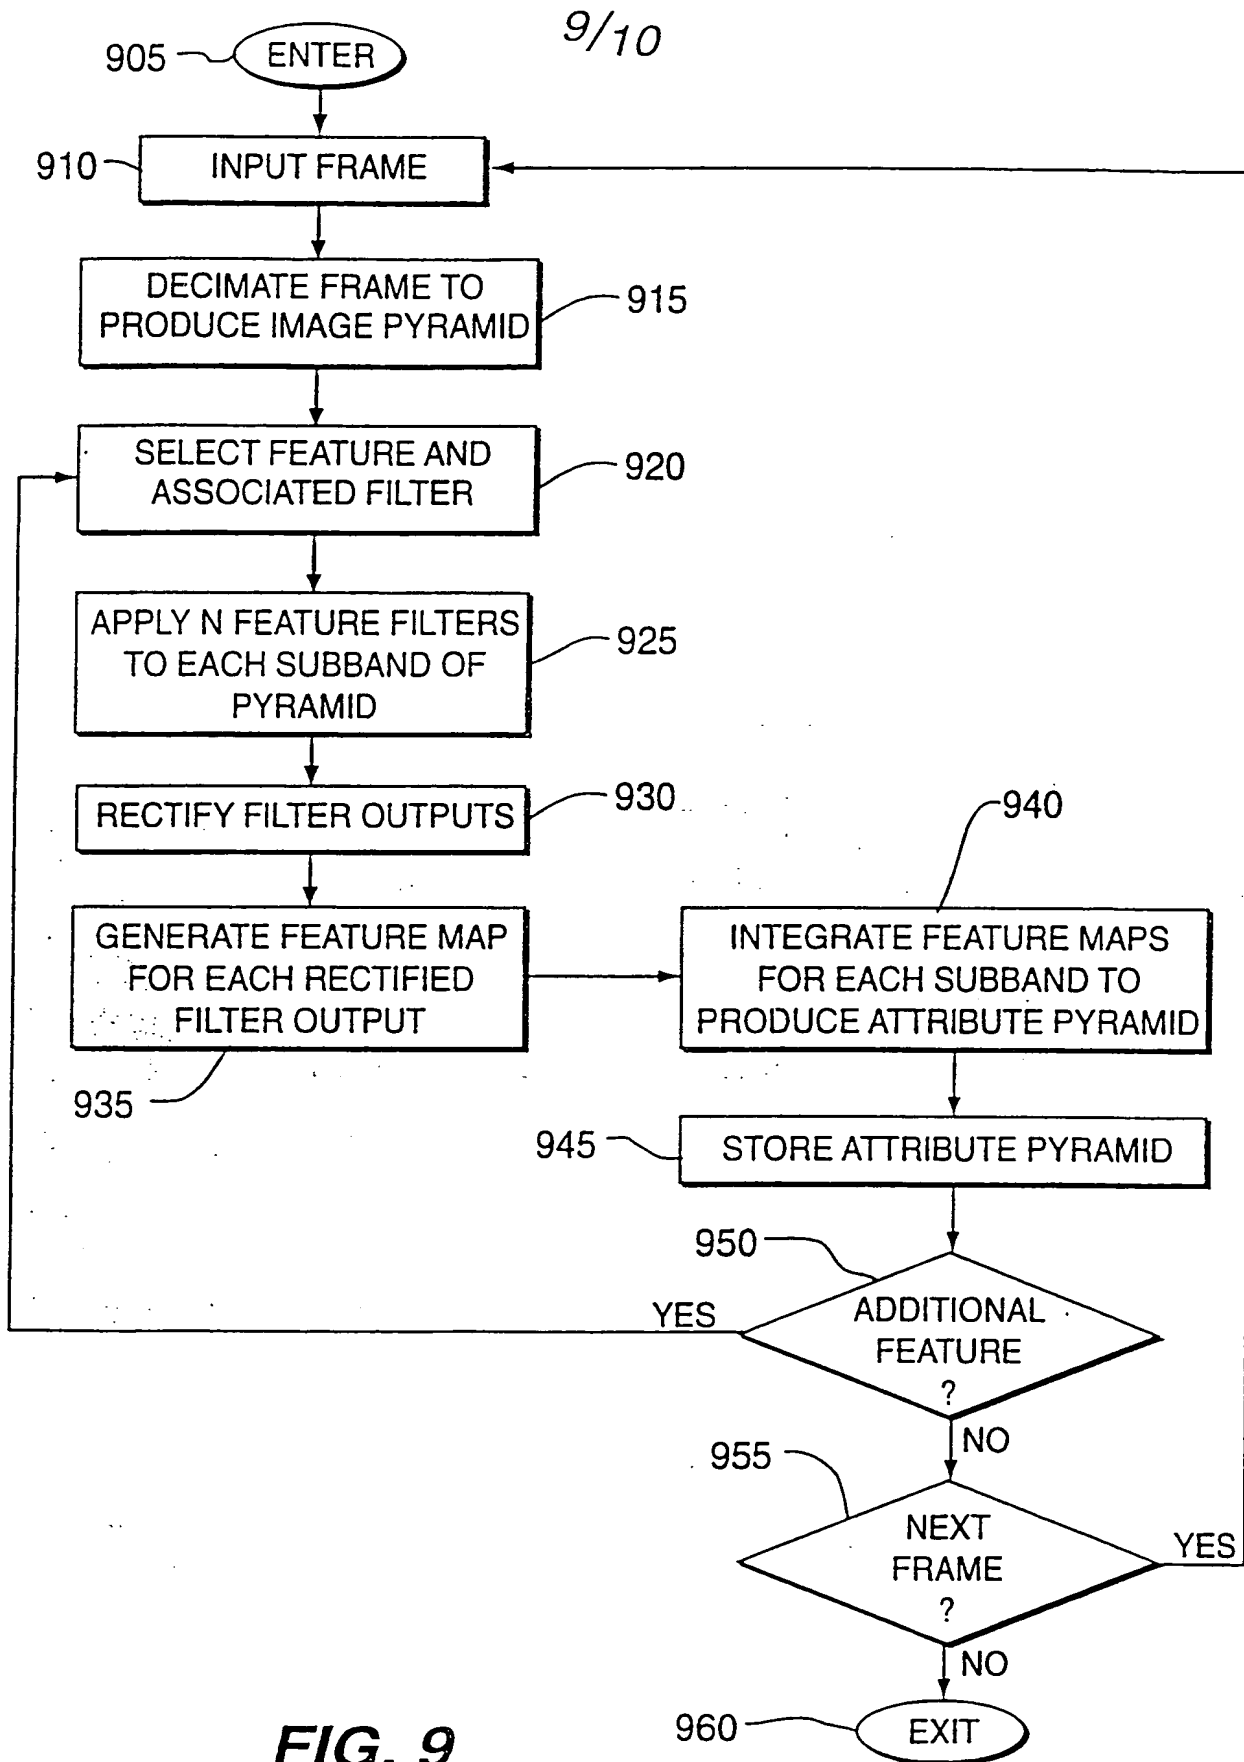 9/10
905
ENTER
910
INPUT FRAME
DECIMATE FRAME TO
PRODUCE IMAGE PYRAMID
915
SELECT FEATURE AND
ASSOCIATED FILTER
920
APPLY N FEATURE FILTERS
TO EACH SUBBAND OF
PYRAMID
925
RECTIFY FILTER OUTPUTS
930
GENERATE FEATURE MAP
FOR EACH RECTIFIED
FILTER OUTPUT
935
940
INTEGRATE FEATURE MAPS
FOR EACH SUBBAND TO
PRODUCE ATTRIBUTE PYRAMID
945
STORE ATTRIBUTE PYRAMID
950
ADDITIONAL
FEATURE
?
YES
NO
955
NEXT
FRAME
?
YES
NO
960
EXIT
FIG. 9